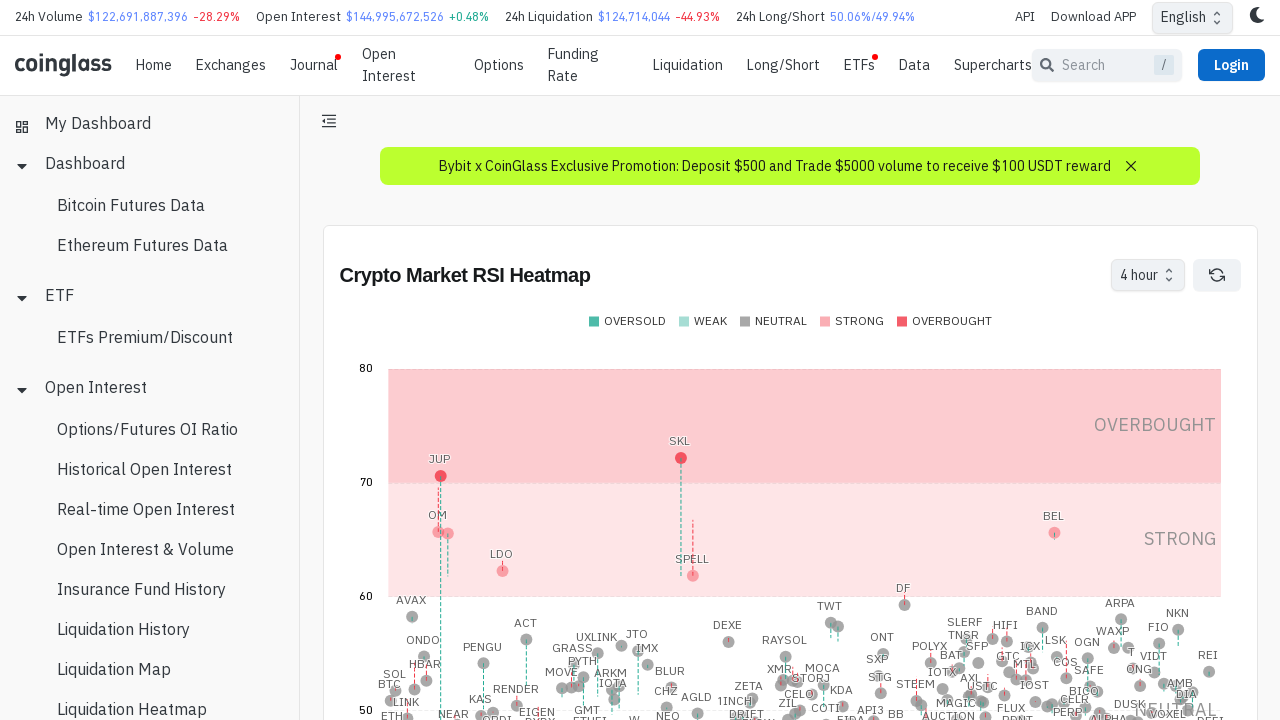 24h Volume $122,691,887,396 -28.29% Open Interest $144,995,672,526 +0.48% 24h Liquidation $124,714,044 -44.93% 24h Long/Short 50.06%/49.94% API Download APP English
coinglass Home Exchanges Journal Open Interest Options Funding Rate Liquidation Long/Short ETFs Data Supercharts Search / Login
My Dashboard
Dashboard
Bitcoin Futures Data
Ethereum Futures Data
ETF
ETFs Premium/Discount
Open Interest
Options/Futures OI Ratio
Historical Open Interest
Real-time Open Interest
Open Interest & Volume
Insurance Fund History
Liquidation History
Liquidation Map
Liquidation Heatmap
Bybit x CoinGlass Exclusive Promotion: Deposit $500 and Trade $5000 volume to receive $100 USDT reward
Crypto Market RSI Heatmap
4 hour
OVERSOLD WEAK NEUTRAL STRONG OVERBOUGHT
80
OVERBOUGHT
SKL
JUP
70
OM
BEL
STRONG
LDO
SPELL
DF
60
AVAX
ARPA
TWT
BAND
NKN
ACT
DEXE
SLERF
HIFI
FIO
WAXP
UXLINK
JTO
TNSR
ONDO
RAYSOL
ONT
LSK
OGN
PENGU
GRASS
IMX
POLYX
SFP
ICX
T
VIDT
REI
HBAR
PYTH
SXP
BAT
GTC
COS
MTL
SOL
MOVE
ARKM
BLUR
XMR
MOCA
STG
IOTX
SAFE
STORJ
AXL
BTC
RENDER
IOTA
CHZ
ZETA
CELO
KDA
STEEM
USTC
IOST
BICO
AMB
DIA
LINK
KAS
AGLD
1INCH
ZIL
COTI
MAGIC
CELR
DUSK
ETH
NEAR
EIGEN
GMT
NEO
DRIFT
API3
BB
AUCTION
FLUX
PERP
50
NEUTRAL